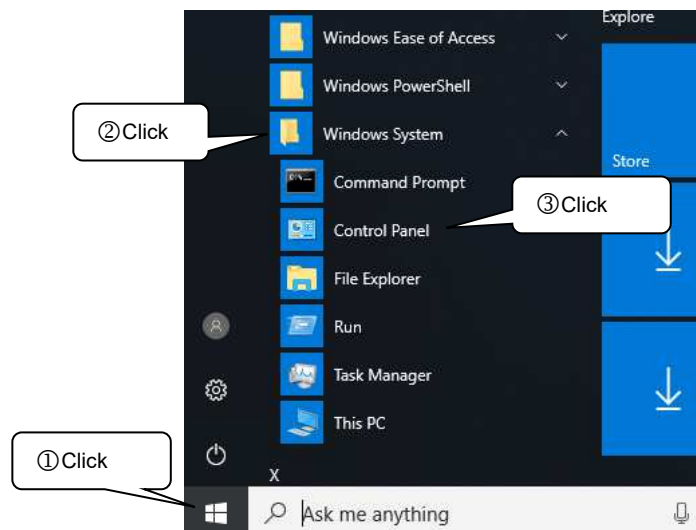 Explore
Windows Ease of Access
Windows PowerShell
②Click
Windows System
Store
Command Prompt
③Click
Control Panel
File Explorer
Run
Task Manager
This PC
①Click
X
Ask me anything